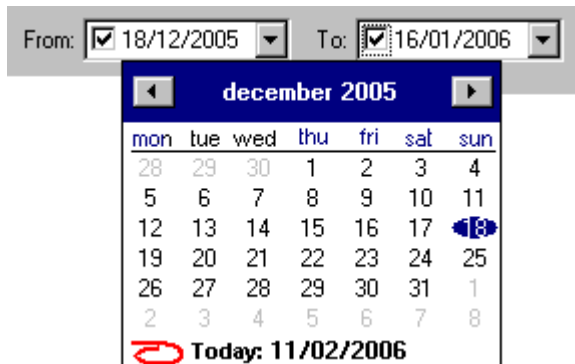 From: 18/12/2005 To: 16/01/2006
december 2005
mon tue wed thu fri sat sun
28 29 30 1 2 3 4
5 6 7 8 9 10 11
12 13 14 15 16 17 18
19 20 21 22 23 24 25
26 27 28 29 30 31 1
2 3 4 5 6 7 8
Today: 11/02/2006